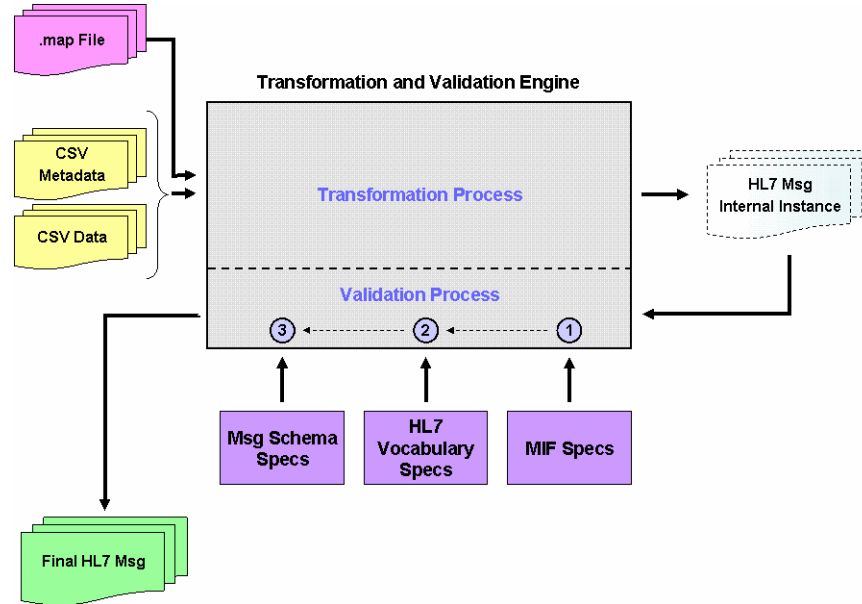 .map File
Transformation and Validation Engine
CSV
Metadata
CSV Data
Transformation Process
HL7 Msg
Internal Instance
Validation Process
3
2
1
Msg Schema
Specs
HL7
Vocabulary
Specs
MIF Specs
Final HL7 Msg